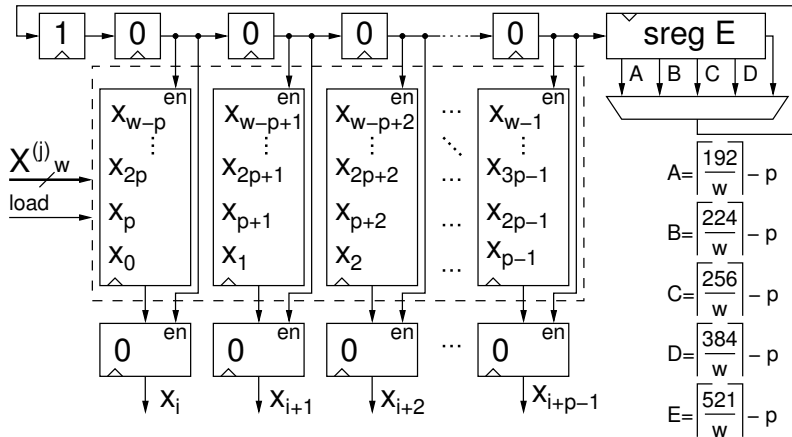 1 0 0 0 ........ 0 sreg E
A B C D
en en en en
x_{w-p} x_{w-p+1} x_{w-p+2} ... x_{w-1}
⋮ ⋮ ⋮ ⋱ ⋮
X^{(j)} w x_{2p} x_{2p+1} x_{2p+2} ... x_{3p-1}
load x_p x_{p+1} x_{p+2} ... x_{2p-1}
x_0 x_1 x_2 ... x_{p-1}
en en en en
0 0 0 ... 0
x_i x_{i+1} x_{i+2} x_{i+p-1}
A=⌈192/w⌉ – p
B=⌈224/w⌉ – p
C=⌈256/w⌉ – p
D=⌈384/w⌉ – p
E=⌈521/w⌉ – p